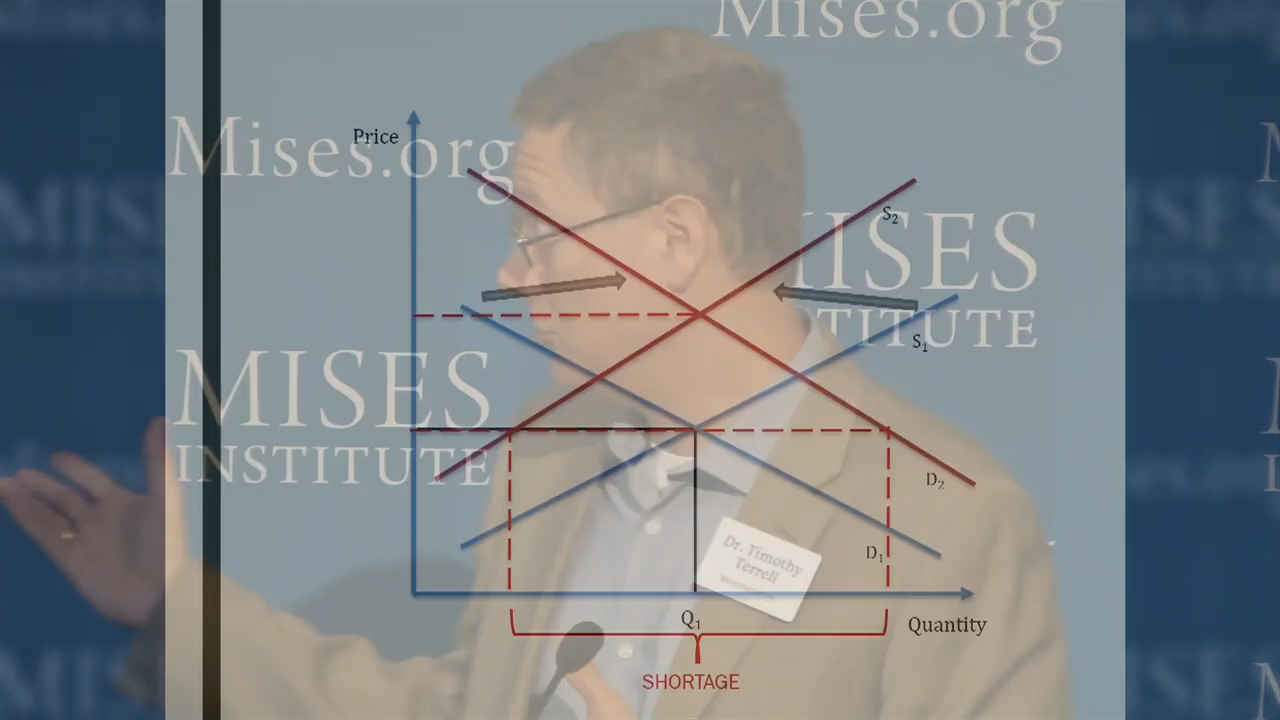 Mises.org
Mises.org
Price
S2
MISES
INSTITUTE
S1
MISES
INSTITUTE
D2
D1
Dr. Timothy
Terrell
Q1
Quantity
SHORTAGE